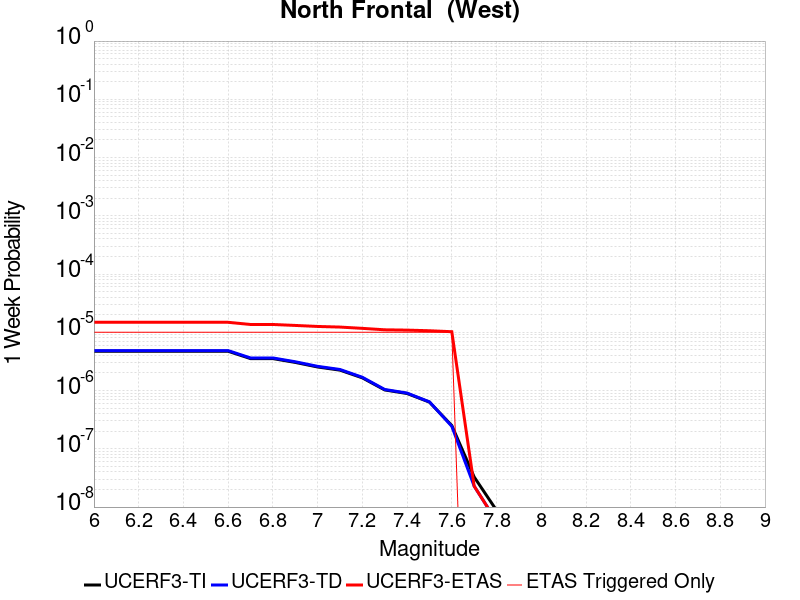 North Frontal  (West)
10^0
10^-1
10^-2
10^-3
10^-4
10^-5
10^-6
10^-7
10^-8
1 Week Probability
6 6.2 6.4 6.6 6.8 7 7.2 7.4 7.6 7.8 8 8.2 8.4 8.6 8.8 9
Magnitude
UCERF3-TI UCERF3-TD UCERF3-ETAS ETAS Triggered Only